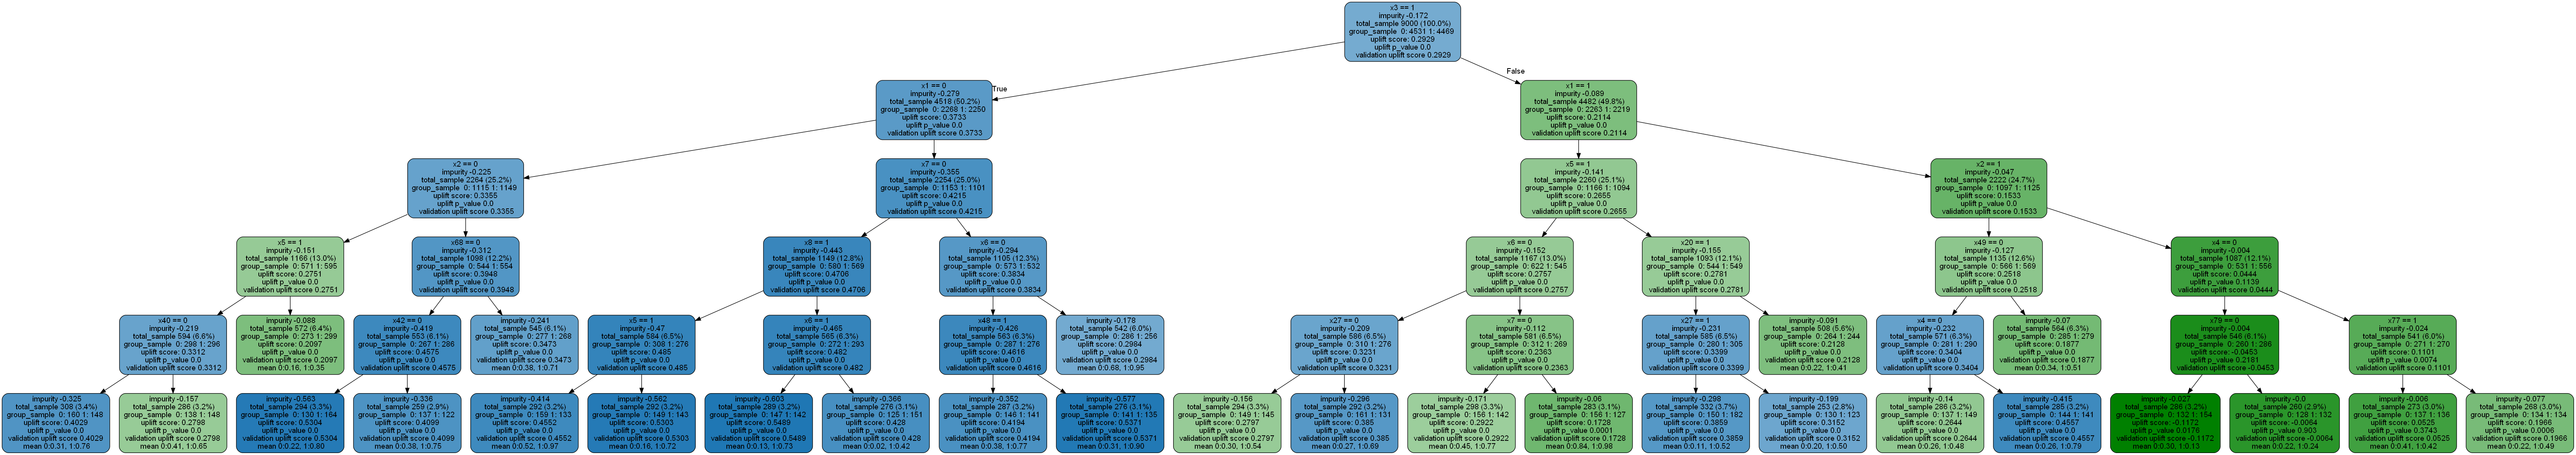 x3 == 1
impurity -0.172
total_sample 9000 (100.0%)
group_sample 0: 4531 1: 4469
uplift score: 0.2929
uplift p_value 0.0
validation uplift score 0.2929
True
False
x1 == 0
impurity -0.279
total_sample 4518 (50.2%)
group_sample 0: 2268 1: 2250
uplift score: 0.3733
uplift p_value 0.0
validation uplift score 0.3733
x1 == 1
impurity -0.089
total_sample 4482 (49.8%)
group_sample 0: 2263 1: 2219
uplift score: 0.2114
uplift p_value 0.0
validation uplift score 0.2114
x2 == 0
impurity -0.225
total_sample 2264 (25.2%)
group_sample 0: 1115 1: 1149
uplift score: 0.3355
uplift p_value 0.0
validation uplift score 0.3355
x7 == 0
impurity -0.355
total_sample 2254 (25.0%)
group_sample 0: 1153 1: 1101
uplift score: 0.4215
uplift p_value 0.0
validation uplift score 0.4215
x5 == 1
impurity -0.141
total_sample 2260 (25.1%)
group_sample 0: 1166 1: 1094
uplift score: 0.2655
uplift p_value 0.0
validation uplift score 0.2655
x2 == 1
impurity -0.047
total_sample 2222 (24.7%)
group_sample 0: 1097 1: 1125
uplift score: 0.1533
uplift p_value 0.0
validation uplift score 0.1533
x5 == 1
impurity -0.151
total_sample 1166 (13.0%)
group_sample 0: 571 1: 595
uplift score: 0.2751
uplift p_value 0.0
validation uplift score 0.2751
x68 == 0
impurity -0.312
total_sample 1098 (12.2%)
group_sample 0: 544 1: 554
uplift score: 0.3948
uplift p_value 0.0
validation uplift score 0.3948
x8 == 1
impurity -0.443
total_sample 1149 (12.8%)
group_sample 0: 580 1: 569
uplift score: 0.4706
uplift p_value 0.0
validation uplift score 0.4706
x6 == 0
impurity -0.294
total_sample 1105 (12.3%)
group_sample 0: 573 1: 532
uplift score: 0.3834
uplift p_value 0.0
validation uplift score 0.3834
x6 == 0
impurity -0.152
total_sample 1167 (13.0%)
group_sample 0: 622 1: 545
uplift score: 0.2757
uplift p_value 0.0
validation uplift score 0.2757
x20 == 1
impurity -0.155
total_sample 1093 (12.1%)
group_sample 0: 544 1: 549
uplift score: 0.2781
uplift p_value 0.0
validation uplift score 0.2781
x49 == 0
impurity -0.127
total_sample 1135 (12.6%)
group_sample 0: 566 1: 569
uplift score: 0.2518
uplift p_value 0.0
validation uplift score 0.2518
x4 == 0
impurity -0.004
total_sample 1087 (12.1%)
group_sample 0: 531 1: 556
uplift score: 0.0444
uplift p_value 0.1139
validation uplift score 0.0444
x40 == 0
impurity -0.219
total_sample 594 (6.6%)
group_sample 0: 298 1: 296
uplift score: 0.3312
uplift p_value 0.0
validation uplift score 0.3312
impurity -0.088
total_sample 572 (6.4%)
group_sample 0: 273 1: 299
uplift score: 0.2097
uplift p_value 0.0
validation uplift score 0.2097
mean 0:0.16, 1:0.35
x42 == 0
impurity -0.419
total_sample 553 (6.1%)
group_sample 0: 267 1: 286
uplift score: 0.4575
uplift p_value 0.0
validation uplift score 0.4575
impurity -0.241
total_sample 545 (6.1%)
group_sample 0: 277 1: 268
uplift score: 0.3473
uplift p_value 0.0
validation uplift score 0.3473
mean 0:0.38, 1:0.71
x5 == 1
impurity -0.47
total_sample 584 (6.5%)
group_sample 0: 308 1: 276
uplift score: 0.485
uplift p_value 0.0
validation uplift score 0.485
x6 == 1
impurity -0.465
total_sample 565 (6.3%)
group_sample 0: 272 1: 293
uplift score: 0.482
uplift p_value 0.0
validation uplift score 0.482
x48 == 1
impurity -0.426
total_sample 563 (6.3%)
group_sample 0: 287 1: 276
uplift score: 0.4616
uplift p_value 0.0
validation uplift score 0.4616
impurity -0.178
total_sample 542 (6.0%)
group_sample 0: 286 1: 256
uplift score: 0.2984
uplift p_value 0.0
validation uplift score 0.2984
mean 0:0.68, 1:0.95
x27 == 0
impurity -0.209
total_sample 586 (6.5%)
group_sample 0: 310 1: 276
uplift score: 0.3231
uplift p_value 0.0
validation uplift score 0.3231
x7 == 0
impurity -0.112
total_sample 581 (6.5%)
group_sample 0: 312 1: 269
uplift score: 0.2363
uplift p_value 0.0
validation uplift score 0.2363
x27 == 1
impurity -0.231
total_sample 585 (6.5%)
group_sample 0: 280 1: 305
uplift score: 0.3399
uplift p_value 0.0
validation uplift score 0.3399
impurity -0.091
total_sample 508 (5.6%)
group_sample 0: 264 1: 244
uplift score: 0.2128
uplift p_value 0.0
validation uplift score 0.2128
mean 0:0.22, 1:0.41
x4 == 0
impurity -0.232
total_sample 571 (6.3%)
group_sample 0: 281 1: 290
uplift score: 0.3404
uplift p_value 0.0
validation uplift score 0.3404
impurity -0.07
total_sample 564 (6.3%)
group_sample 0: 285 1: 279
uplift score: 0.1877
uplift p_value 0.0
validation uplift score 0.1877
mean 0:0.34, 1:0.51
x79 == 0
impurity -0.004
total_sample 546 (6.1%)
group_sample 0: 260 1: 286
uplift score: -0.0453
uplift p_value 0.2181
validation uplift score -0.0453
x77 == 1
impurity -0.024
total_sample 541 (6.0%)
group_sample 0: 271 1: 270
uplift score: 0.1101
uplift p_value 0.0074
validation uplift score 0.1101
impurity -0.325
total_sample 308 (3.4%)
group_sample 0: 160 1: 148
uplift score: 0.4029
uplift p_value 0.0
validation uplift score 0.4029
mean 0:0.31, 1:0.76
impurity -0.157
total_sample 286 (3.2%)
group_sample 0: 138 1: 148
uplift score: 0.2798
uplift p_value 0.0
validation uplift score 0.2798
mean 0:0.41, 1:0.65
impurity -0.563
total_sample 294 (3.3%)
group_sample 0: 130 1: 164
uplift score: 0.5304
uplift p_value 0.0
validation uplift score 0.5304
mean 0:0.22, 1:0.80
impurity -0.336
total_sample 259 (2.9%)
group_sample 0: 137 1: 122
uplift score: 0.4099
uplift p_value 0.0
validation uplift score 0.4099
mean 0:0.38, 1:0.75
impurity -0.414
total_sample 292 (3.2%)
group_sample 0: 159 1: 133
uplift score: 0.4552
uplift p_value 0.0
validation uplift score 0.4552
mean 0:0.52, 1:0.97
impurity -0.562
total_sample 292 (3.2%)
group_sample 0: 149 1: 143
uplift score: 0.5303
uplift p_value 0.0
validation uplift score 0.5303
mean 0:0.16, 1:0.72
impurity -0.603
total_sample 289 (3.2%)
group_sample 0: 147 1: 142
uplift score: 0.5489
uplift p_value 0.0
validation uplift score 0.5489
mean 0:0.13, 1:0.73
impurity -0.366
total_sample 276 (3.1%)
group_sample 0: 125 1: 151
uplift score: 0.428
uplift p_value 0.0
validation uplift score 0.428
mean 0:0.02, 1:0.42
impurity -0.352
total_sample 287 (3.2%)
group_sample 0: 146 1: 141
uplift score: 0.4194
uplift p_value 0.0
validation uplift score 0.4194
mean 0:0.38, 1:0.77
impurity -0.577
total_sample 276 (3.1%)
group_sample 0: 141 1: 135
uplift score: 0.5371
uplift p_value 0.0
validation uplift score 0.5371
mean 0:0.31, 1:0.90
impurity -0.156
total_sample 294 (3.3%)
group_sample 0: 149 1: 145
uplift score: 0.2797
uplift p_value 0.0
validation uplift score 0.2797
mean 0:0.30, 1:0.54
impurity -0.296
total_sample 292 (3.2%)
group_sample 0: 161 1: 131
uplift score: 0.385
uplift p_value 0.0
validation uplift score 0.385
mean 0:0.27, 1:0.69
impurity -0.171
total_sample 298 (3.3%)
group_sample 0: 156 1: 142
uplift score: 0.2922
uplift p_value 0.0
validation uplift score 0.2922
mean 0:0.45, 1:0.77
impurity -0.06
total_sample 283 (3.1%)
group_sample 0: 156 1: 127
uplift score: 0.1728
uplift p_value 0.0001
validation uplift score 0.1728
mean 0:0.84, 1:0.98
impurity -0.298
total_sample 332 (3.7%)
group_sample 0: 150 1: 182
uplift score: 0.3859
uplift p_value 0.0
validation uplift score 0.3859
mean 0:0.11, 1:0.52
impurity -0.199
total_sample 253 (2.8%)
group_sample 0: 130 1: 123
uplift score: 0.3152
uplift p_value 0.0
validation uplift score 0.3152
mean 0:0.20, 1:0.50
impurity -0.14
total_sample 286 (3.2%)
group_sample 0: 137 1: 149
uplift score: 0.2644
uplift p_value 0.0
validation uplift score 0.2644
mean 0:0.26, 1:0.48
impurity -0.415
total_sample 285 (3.2%)
group_sample 0: 144 1: 141
uplift score: 0.4557
uplift p_value 0.0
validation uplift score 0.4557
mean 0:0.26, 1:0.79
impurity -0.027
total_sample 286 (3.2%)
group_sample 0: 132 1: 154
uplift score: -0.1172
uplift p_value 0.0176
validation uplift score -0.1172
mean 0:0.30, 1:0.13
impurity -0.0
total_sample 260 (2.9%)
group_sample 0: 128 1: 132
uplift score: -0.0064
uplift p_value 0.903
validation uplift score -0.0064
mean 0:0.22, 1:0.24
impurity -0.006
total_sample 273 (3.0%)
group_sample 0: 137 1: 136
uplift score: 0.0525
uplift p_value 0.3743
validation uplift score 0.0525
mean 0:0.41, 1:0.42
impurity -0.077
total_sample 268 (3.0%)
group_sample 0: 134 1: 134
uplift score: 0.1966
uplift p_value 0.0006
validation uplift score 0.1966
mean 0:0.22, 1:0.49